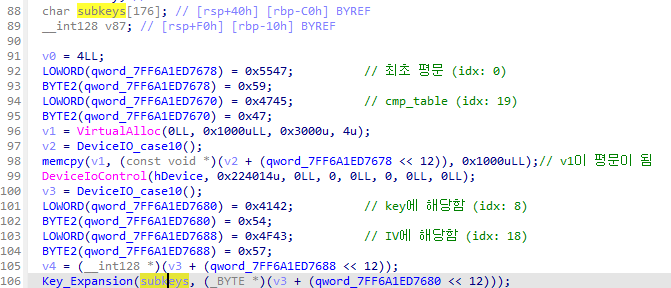 88 char subkeys[176]; // [rsp+40h] [rbp-C0h] BYREF
89 __int128 v87; // [rsp+F0h] [rbp-10h] BYREF
90
91 v0 = 4LL;
92 LOWORD(qword_7FF6A1ED7678) = 0x5547; // 최초 평문 (idx: 0)
93 BYTE2(qword_7FF6A1ED7678) = 0x59;
94 LOWORD(qword_7FF6A1ED7670) = 0x4745; // cmp_table (idx: 19)
95 BYTE2(qword_7FF6A1ED7670) = 0x47;
96 v1 = VirtualAlloc(0LL, 0x1000uLL, 0x3000u, 4u);
97 v2 = DeviceIO_case10();
98 memcpy(v1, (const void *)(v2 + (qword_7FF6A1ED7678 << 12)), 0x1000uLL);// v1이 평문이 됨
99 DeviceIoControl(hDevice, 0x224014u, 0LL, 0, 0LL, 0, 0LL, 0LL);
100 v3 = DeviceIO_case10();
101 LOWORD(qword_7FF6A1ED7680) = 0x4142; // key에 해당함 (idx: 8)
102 BYTE2(qword_7FF6A1ED7680) = 0x54;
103 LOWORD(qword_7FF6A1ED7688) = 0x4F43; // IV에 해당함 (idx: 18)
104 BYTE2(qword_7FF6A1ED7688) = 0x57;
105 v4 = (__int128 *)(v3 + (qword_7FF6A1ED7688 << 12));
106 Key_Expansion(subkeys, (_BYTE *)(v3 + (qword_7FF6A1ED7680 << 12)));